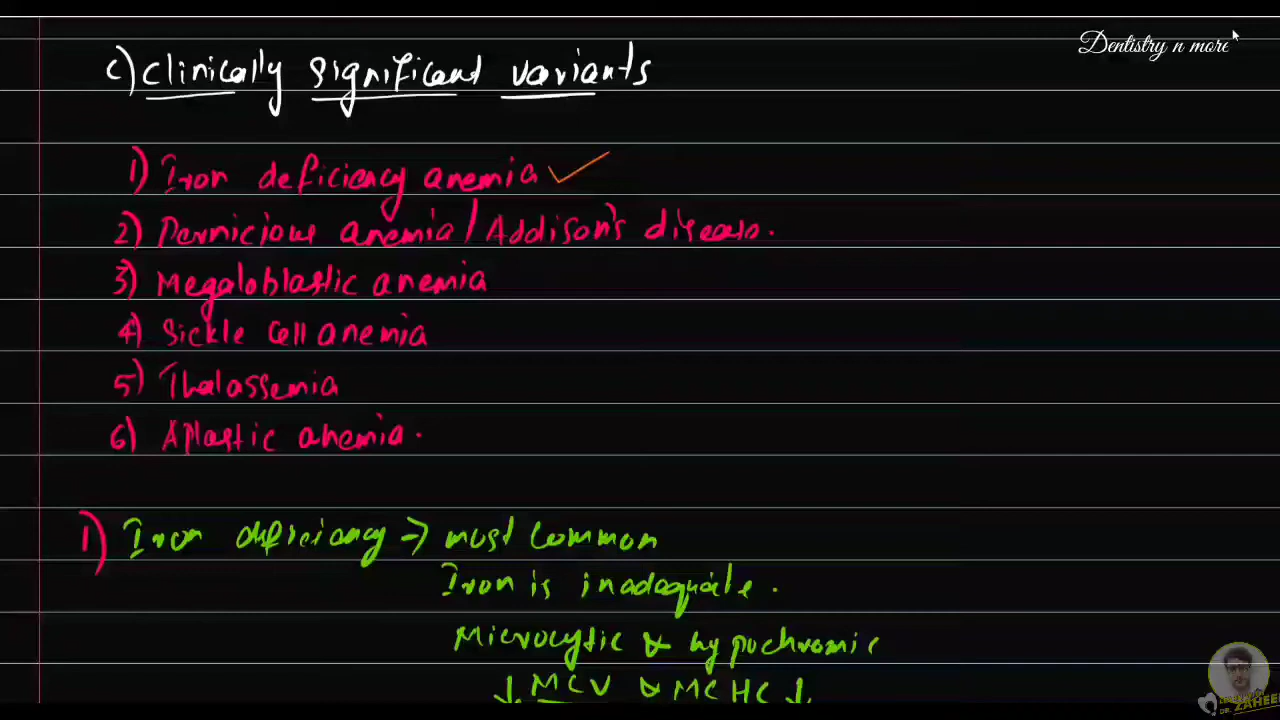 Dentistry n more
C) Clinically significant variants
1) Iron deficiency anemia ✓
2) Pernicious anemia / Addison's disease.
3) Megaloblastic anemia
4) Sickle cell anemia
5) Thalassemia
6) Aplastic anemia.
1) Iron deficiency → most common
Iron is inadequate.
Microcytic & hypochromic
↓ MCV & MCHC ↓
DR. ZAHEER